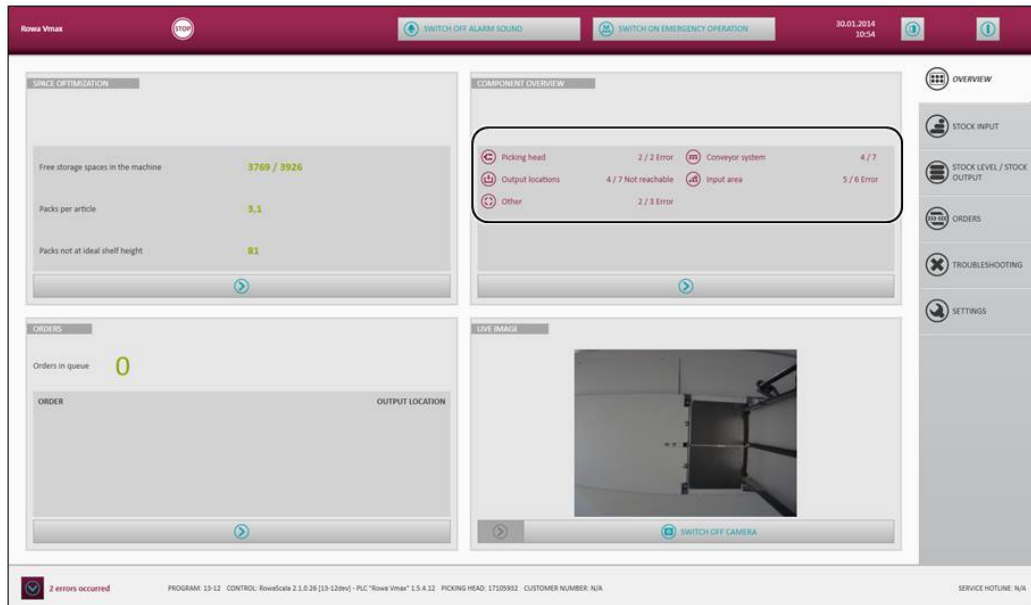 Rowa Vmax
STOP
SWITCH OFF ALARM SOUND
SWITCH ON EMERGENCY OPERATION
30.01.2014
10:54
SPACE OPTIMIZATION
Free storage spaces in the machine 3769 / 3926
Packs per article 3,1
Packs not at ideal shelf height 81
COMPONENT OVERVIEW
Picking head 2 / 2 Error Conveyor system 4 / 7
Output locations 4 / 7 Not reachable Input area 5 / 6 Error
Other 2 / 3 Error
ORDERS
Orders in queue 0
ORDER OUTPUT LOCATION
LIVE IMAGE
SWITCH OFF CAMERA
OVERVIEW
STOCK INPUT
STOCK LEVEL / STOCK
OUTPUT
ORDERS
TROUBLESHOOTING
SETTINGS
2 errors occurred PROGRAM: 13-12 CONTROL: RowaScala 2.1.0.26 [13-12dev] - PLC "Rowa Vmax" 1.5.4.12 PICKING HEAD: 17105932 CUSTOMER NUMBER: N/A SERVICE HOTLINE: N/A